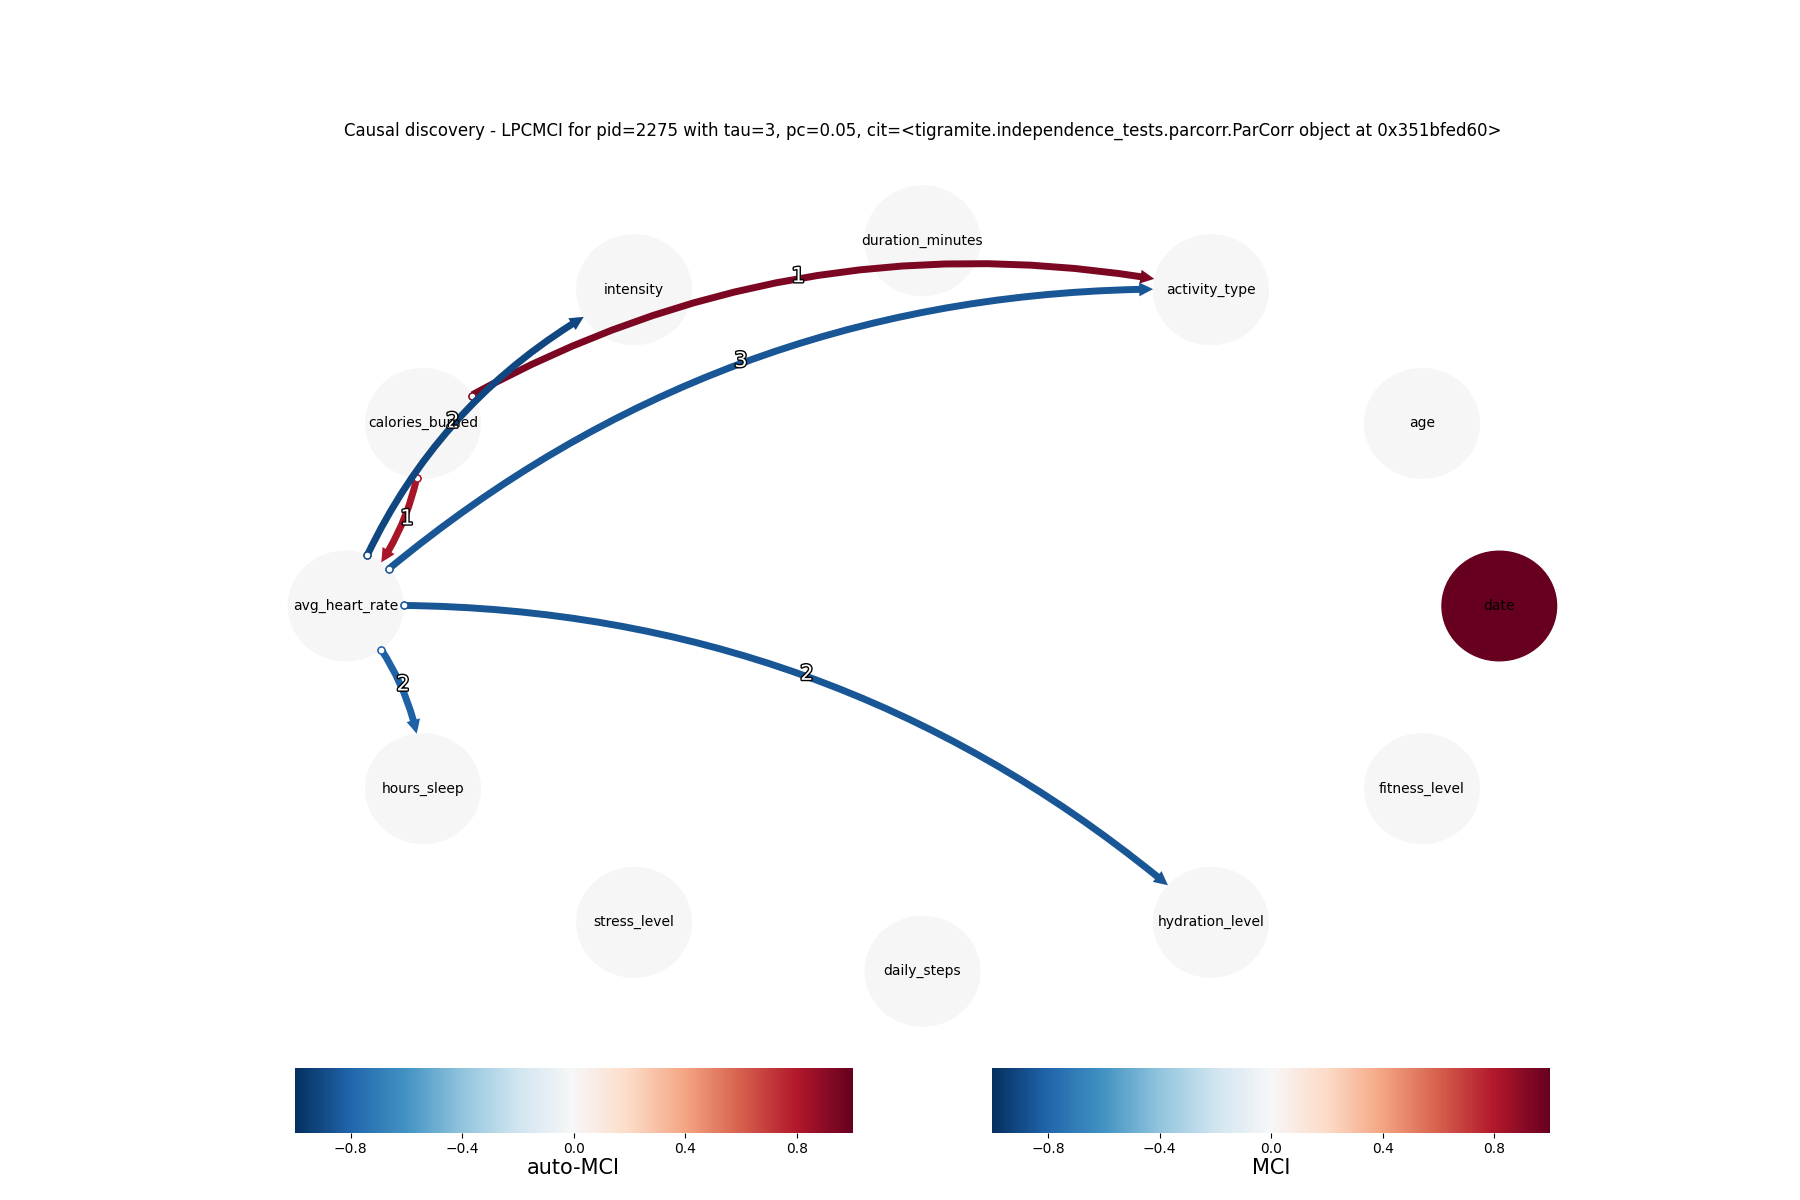 Causal discovery - LPCMCI for pid=2275 with tau=3, pc=0.05, cit=<tigramite.independence_tests.parcorr.ParCorr object at 0x351bfed60>
duration_minutes
intensity
activity_type
1
3
calories_burned
2
age
1
avg_heart_rate
date
2
2
hours_sleep
fitness_level
stress_level
hydration_level
daily_steps
−0.8 −0.4 0.0 0.4 0.8
auto-MCI
−0.8 −0.4 0.0 0.4 0.8
MCI